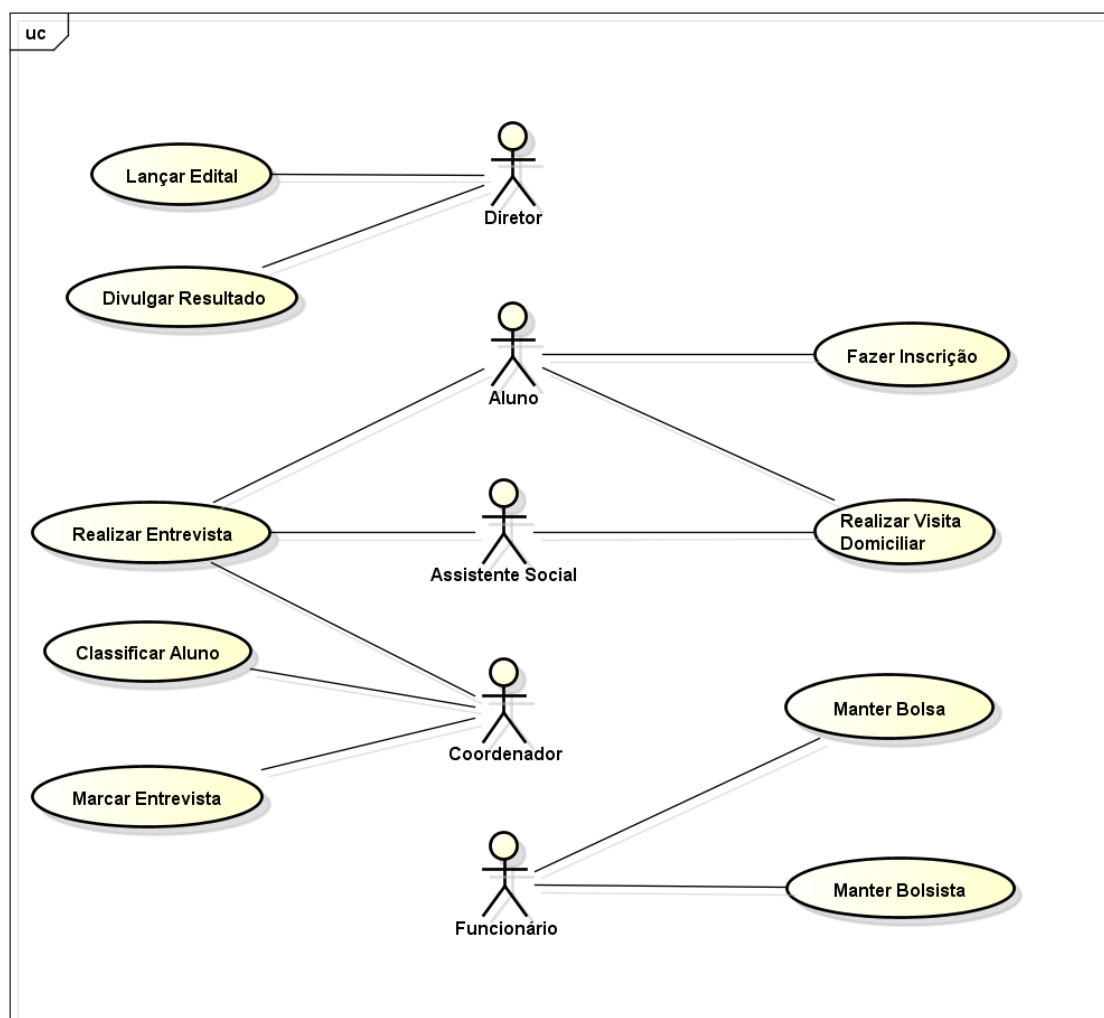 uc
Lançar Edital
Diretor
Divulgar Resultado
Fazer Inscrição
Aluno
Realizar Entrevista
Realizar Visita
Domiciliar
Assistente Social
Classificar Aluno
Manter Bolsa
Coordenador
Marcar Entrevista
Manter Bolsista
Funcionário